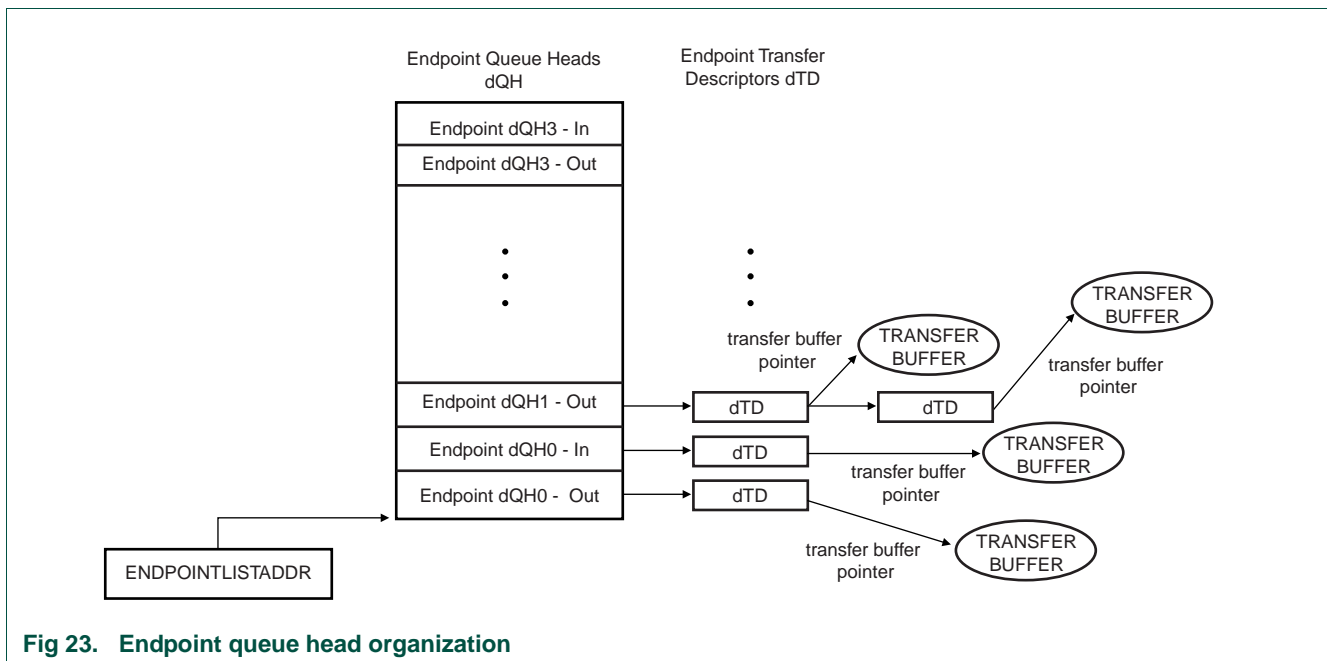 Endpoint Queue Heads
dQH
Endpoint Transfer
Descriptors dTD
Endpoint dQH3 - In
Endpoint dQH3 - Out
TRANSFER
BUFFER
transfer buffer
pointer
TRANSFER
BUFFER
transfer buffer
pointer
Endpoint dQH1 - Out
dTD
dTD
Endpoint dQH0 - In
dTD
transfer buffer
pointer
TRANSFER
BUFFER
Endpoint dQH0 - Out
dTD
transfer buffer
pointer
TRANSFER
BUFFER
ENDPOINTLISTADDR
Fig 23. Endpoint queue head organization